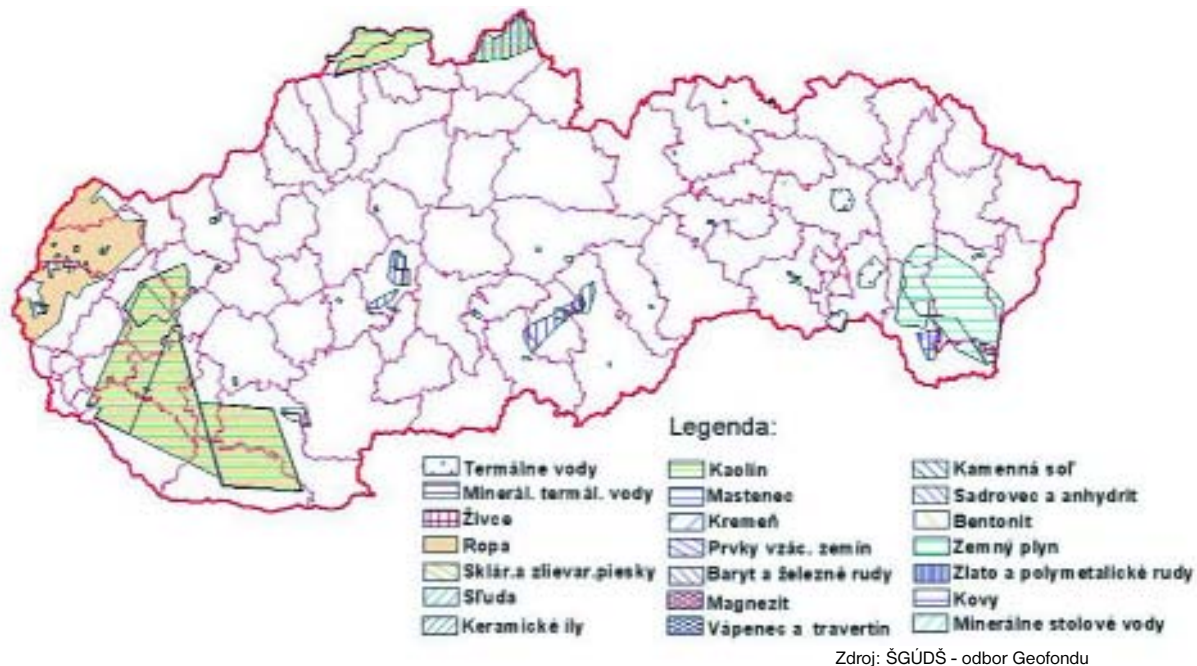 Legenda:
Termálne vody
Minerál. termál. vody
Živce
Ropa
Sklár.a zlievar.piesky
Sľuda
Keramické íly
Kaolín
Mastenec
Kremeň
Prvky vzác. zemín
Baryt a železné rudy
Magnezit
Vápenec a travertín
Kamenná soľ
Sadrovec a anhydrit
Bentonit
Zemný plyn
Zlato a polymetalické rudy
Kovy
Minerálne stolové vody
Zdroj: ŠGÚDŠ - odbor Geofondu